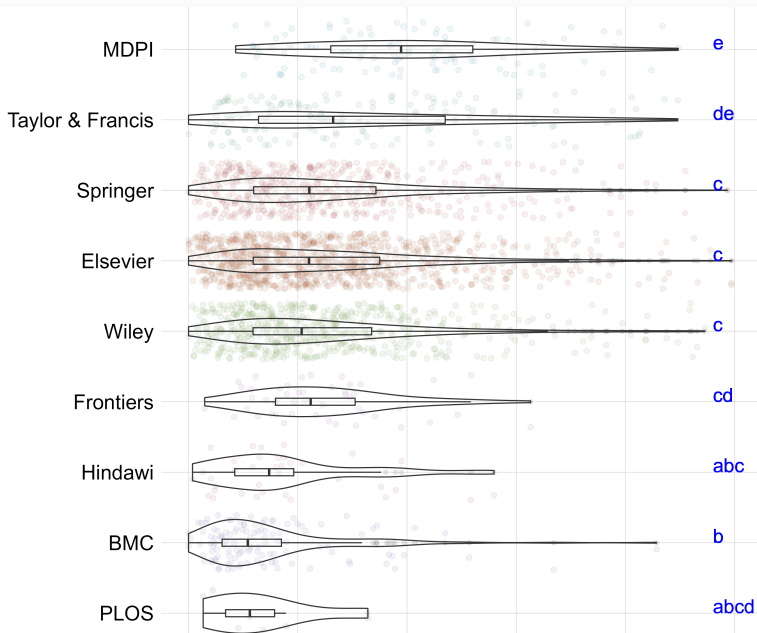 MDPI e
Taylor & Francis de
Springer c
Elsevier c
Wiley c
Frontiers cd
Hindawi abc
BMC b
PLOS abcd